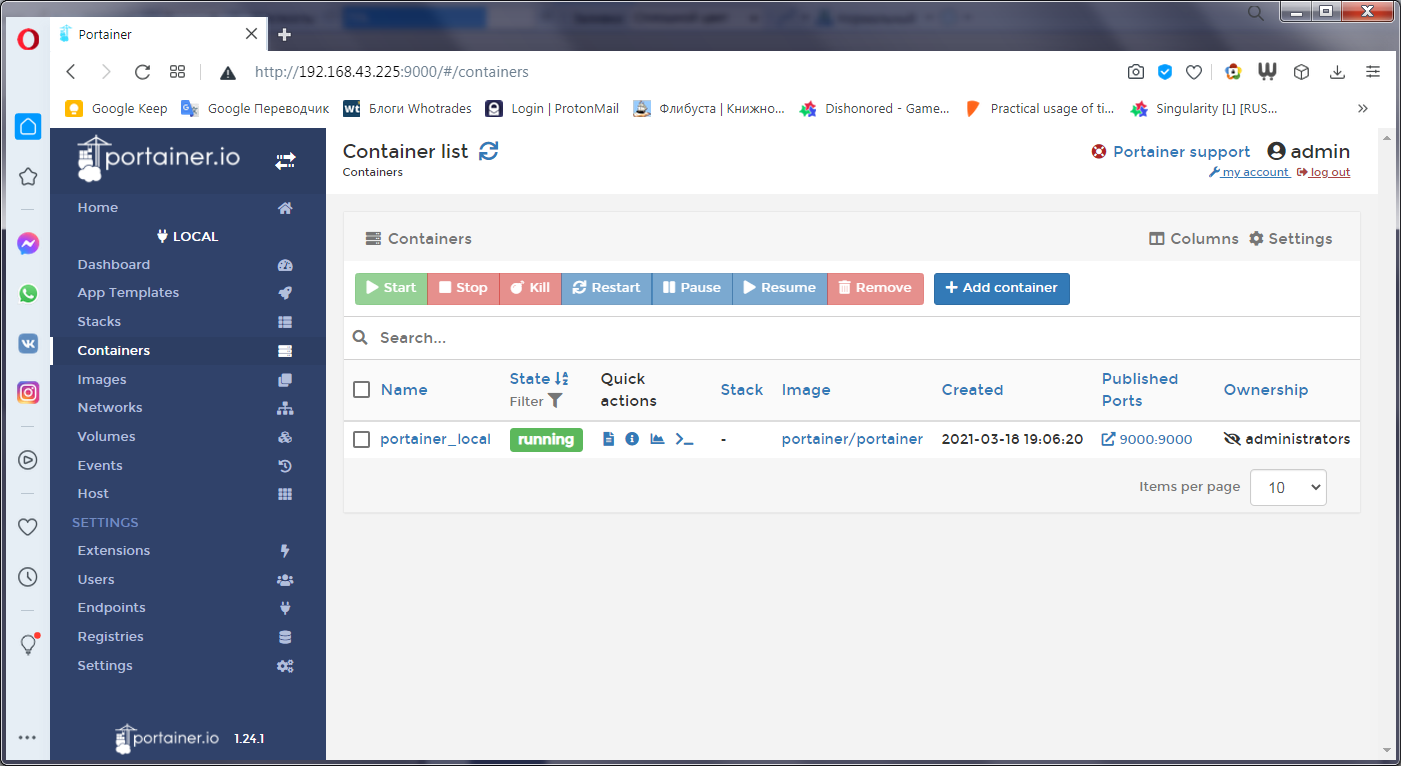 Portainer
http://192.168.43.225:9000/#/containers
Google Keep Google Переводчик Блоги Whotrades Login | ProtonMail Флибуста | Книжно... Dishonored - Game... Practical usage of ti... Singularity [L] [RUS...
portainer.io
Home
LOCAL
Dashboard
App Templates
Stacks
Containers
Images
Networks
Volumes
Events
Host
SETTINGS
Extensions
Users
Endpoints
Registries
Settings
portainer.io 1.24.1
Container list
Containers
Portainer support admin
my account log out
Containers Columns Settings
Start Stop Kill Restart Pause Resume Remove Add container
Search...
Name State Filter Quick actions Stack Image Created Published Ports Ownership
portainer_local running - portainer/portainer 2021-03-18 19:06:20 9000:9000 administrators
Items per page 10